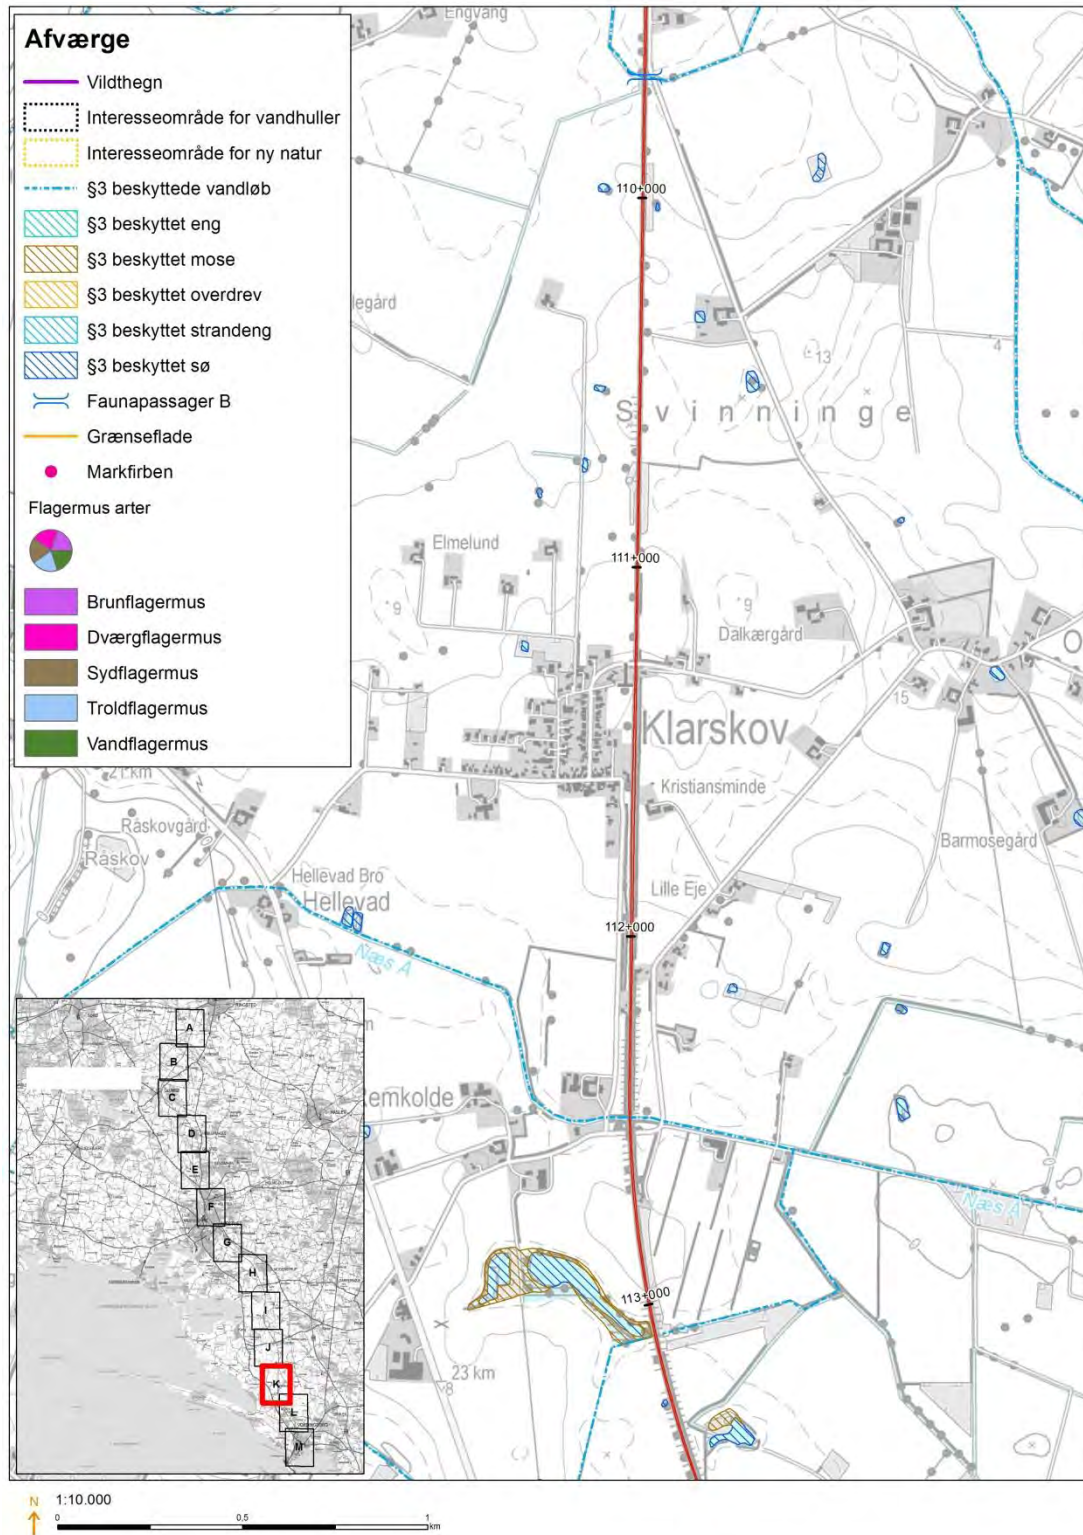 Afværge
Vildthegn
Interesseområde for vandhuller
Interesseområde for ny natur
§3 beskyttede vandløb
§3 beskyttet eng
§3 beskyttet mose
§3 beskyttet overdrev
§3 beskyttet strandeng
§3 beskyttet sø
Faunapassager B
Grænseflade
Markfirben
Flagermus arter
Brunflagermus
Dværgflagermus
Sydflagermus
Troldflagermus
Vandflagermus
Engvang
110+000
legård
13
4
Svinninge
Elmelund
111+000
9
9
Dalkærgård
15
Klarskov
21 km
Kristiansminde
Råskovgård
Råskov
Barmosegård
Hellevad Bro
Hellevad
Lille Eje
112+000
Næs Å
emkolde
Næs Å
113+000
23 km
8
A
B
C
D
E
F
G
H
I
J
K
L
M
N
1:10.000
0
0,5
1
km